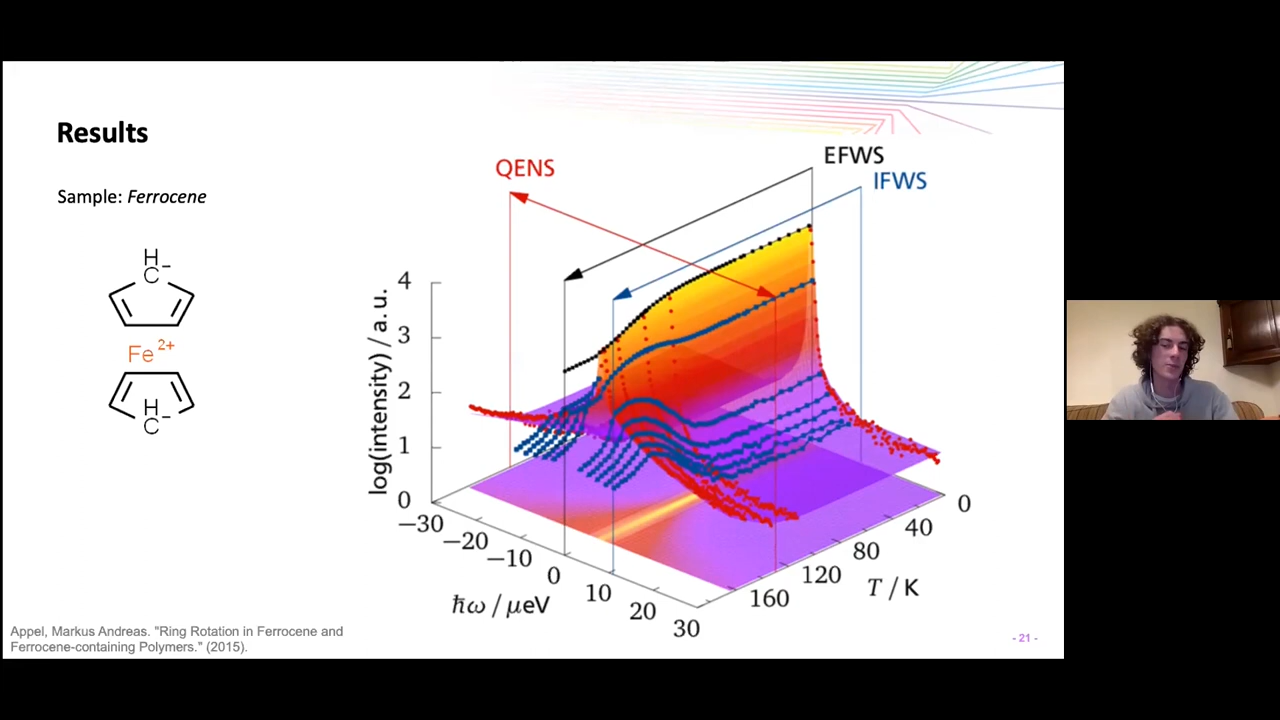 Results
Sample: Ferrocene
H
C
–
Fe 2+
H
C
–
QENS
EFWS
IFWS
log(intensity) / a.u.
4
3
2
1
0
−30
−20
−10
0
10
20
30
ħω / μeV
160
120
80
40
0
T / K
Appel, Markus Andreas. "Ring Rotation in Ferrocene and
Ferrocene-containing Polymers." (2015).
- 21 -